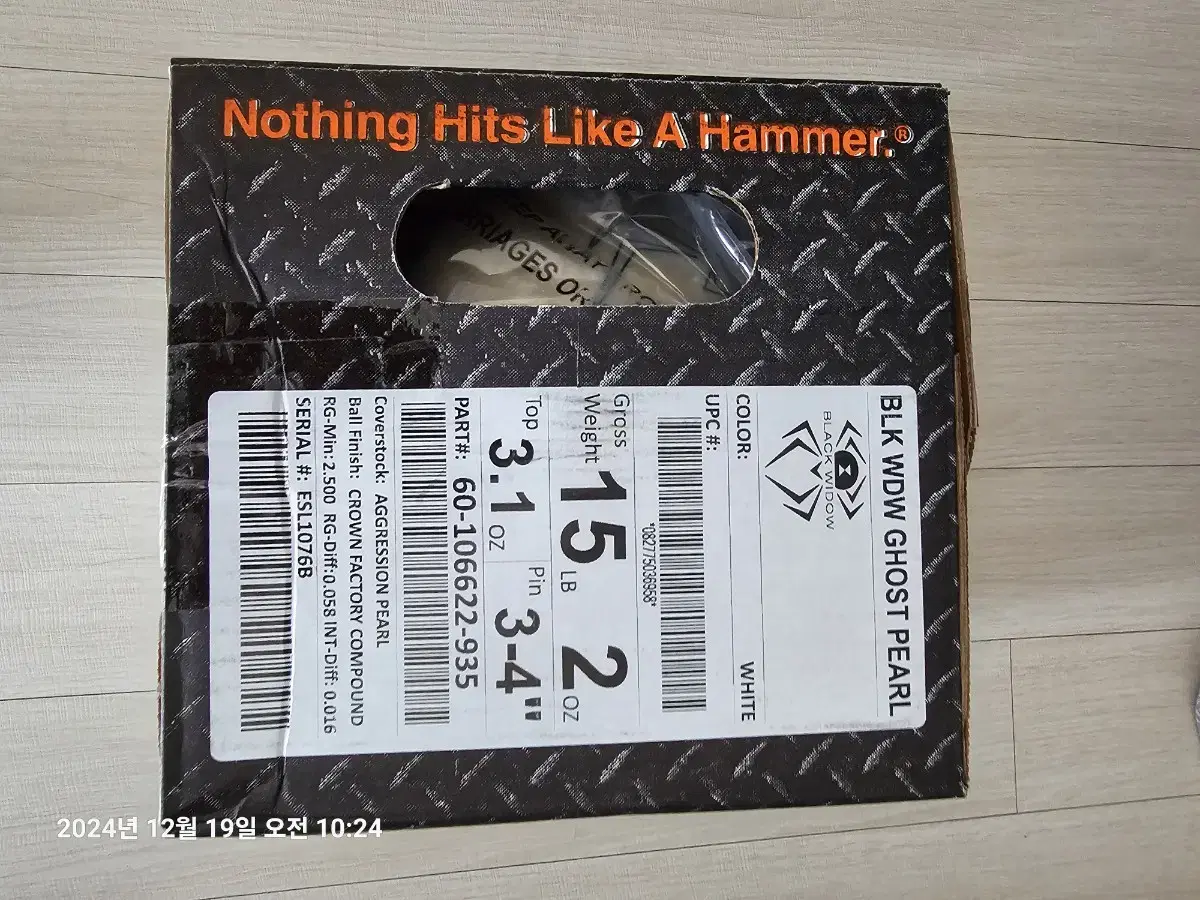 Nothing Hits Like A Hammer.®
BLK WDW GHOST PEARL
BLACK WIDOW
COLOR: WHITE
UPC #:
*082775036958*
Gross Weight 15 LB 2 OZ
Top 3.1 OZ Pin 3-4"
PART#: 60-106622-935
Coverstock: AGGRESSION PEARL
Ball Finish: CROWN FACTORY COMPOUND
RG-Min: 2.500 RG-Diff: 0.058 INT-Diff: 0.016
SERIAL #: ESL1076B
2024년 12월 19일 오전 10:24